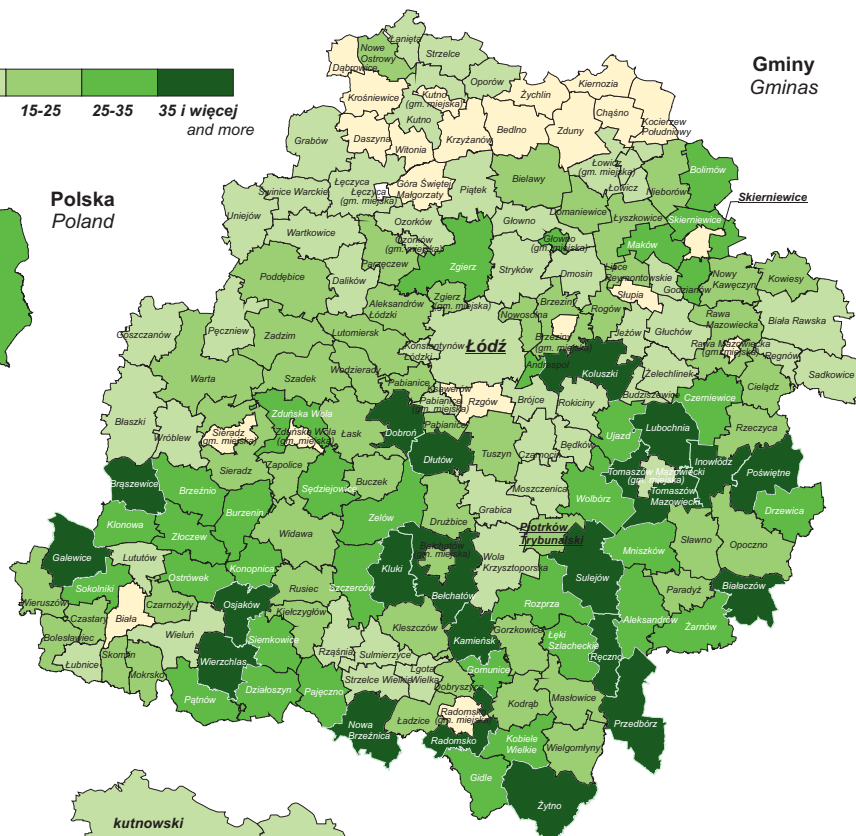 Gminy
Gminas
15-25
25-35
35 i więcej
and more
Polska
Poland
Łanięta
Nowe
Ostrowy
Strzelce
Dąbrowice
Oporów
Kutno
(gm. miejska)
Krośniewice
Żychlin
Kiernozia
Kutno
Chąśno
Kocierzew
Południowy
Daszyna
Witonia
Krzyżanów
Bedlno
Zduny
Grabów
Łowicz
(gm. miejska)
Bolimów
Łęczyca
Łęczyca
(gm. miejska)
Góra Świętej
Małgorzaty
Piątek
Bielawy
Łowicz
Nieborów
Świnice Warckie
Skierniewice
Uniejów
Ozorków
Ozorków
(gm. miejska)
Głowno
Domaniewice
Łyszkowice
Skierniewice
Wartkowice
Głowno
(gm. miejska)
Maków
Parzęczew
Zgierz
Stryków
Dmosin
Lipce
Reymontowskie
Godzianów
Nowy
Kawęczyn
Kowiesy
Poddębice
Dalików
Aleksandrów
Łódzki
Zgierz
(gm. miejska)
Nowosolna
Brzeziny
Rogów
Słupia
Rawa
Mazowiecka
Biała Rawska
Goszczanów
Pęczniew
Zadzim
Lutomiersk
Konstantynów
Łódzki
Łódź
Brzeziny
(gm. miejska)
Jeżów
Głuchów
Rawa Mazowiecka
(gm. miejska)
Regnów
Sadkowice
Warta
Szadek
Wodzierady
Pabianice
Ksawerów
Pabianice
(gm. miejska)
Pabianice
Rzgów
Andrespol
Koluszki
Żelechlinek
Budziszewice
Cielądz
Błaszki
Wróblew
Sieradz
(gm. miejska)
Zduńska Wola
Zduńska Wola
(gm. miejska)
Łask
Dobroń
Brójce
Rokiciny
Czerniewice
Rzeczyca
Lubochnia
Ujazd
Będków
Czarnocin
Tuszyn
Dłutów
Sieradz
Zapolice
Buczek
Sędziejowice
Brąszewice
Brzeźnio
Tomaszów Mazowiecki
(gm. miejska)
Tomaszów
Mazowiecki
Inowłódz
Poświętne
Moszczenica
Wolbórz
Drzewica
Klonowa
Złoczew
Burzenin
Zelów
Grabica
Drużbice
Widawa
Piotrków
Trybunalski
Sławno
Opoczno
Mniszków
Galewice
Lututów
Sokolniki
Ostrówek
Konopnica
Bełchatów
(gm. miejska)
Wola
Krzysztoporska
Kluki
Sulejów
Szczerców
Rusiec
Bełchatów
Paradyż
Białaczów
Wieruszów
Czastary
Biała
Czarnożyły
Osjaków
Kiełczygłów
Rozprza
Aleksandrów
Żarnów
Bolesławiec
Wieluń
Siemkowice
Kleszczów
Kamieńsk
Gorzkowice
Łęki
Szlacheckie
Ręczno
Łubnice
Skomlin
Mokrsko
Wierzchlas
Rząśnia
Sulmierzyce
Gomunice
Pątnów
Działoszyn
Pajęczno
Strzelce Wielkie
Lgota
Wielka
Dobryszyce
Kodrąb
Masłowice
Przedbórz
Nowa
Brzeźnica
Ładzice
Radomsko
(gm. miejska)
Radomsko
Kobiele
Wielkie
Wielgomłyny
Gidle
Żytno
kutnowski